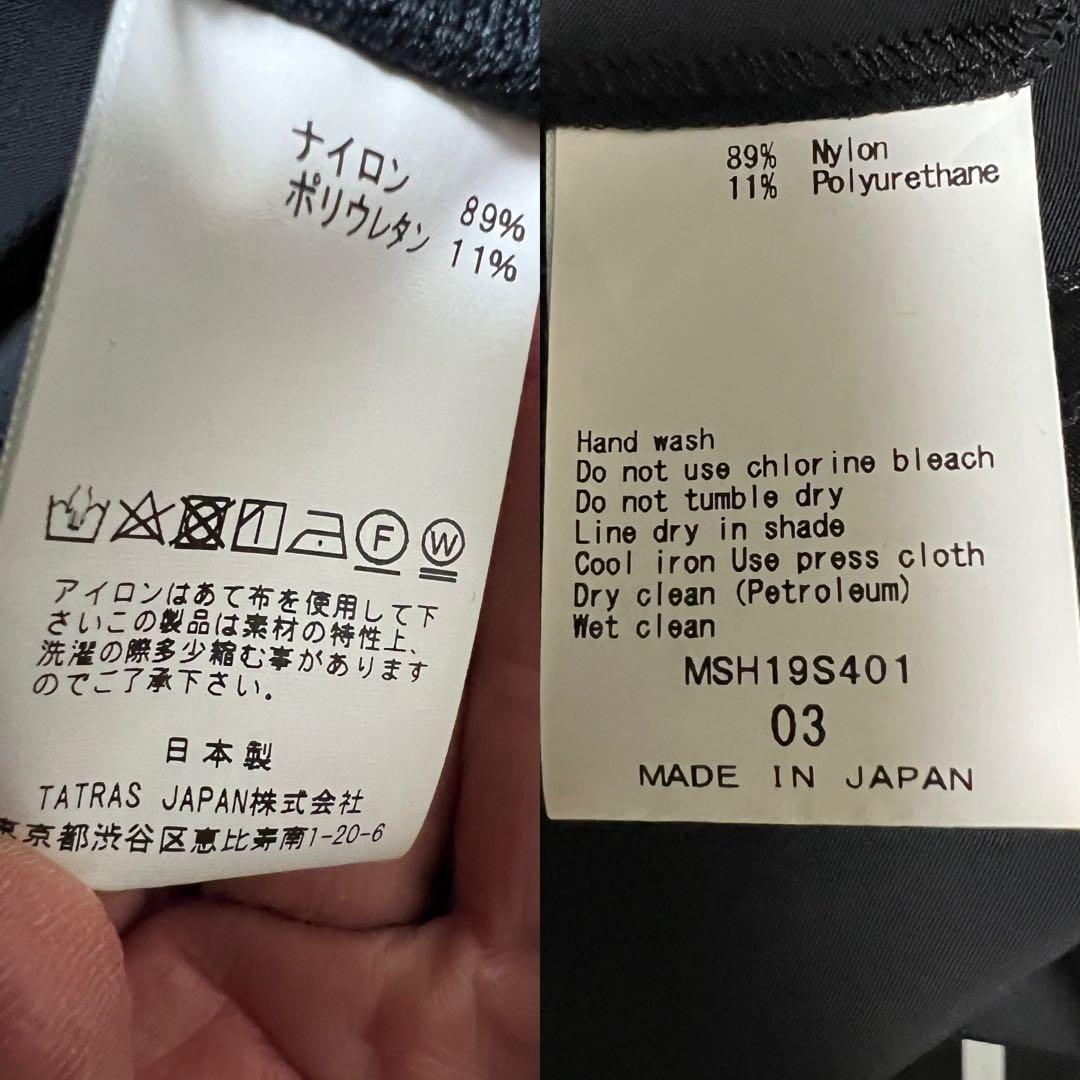 ナイロン 89%
ポリウレタン 11%
F W
アイロンはあて布を使用して下
さいこの製品は素材の特性上、
洗濯の際多少縮む事があります
のでご了承下さい。
日本製
TATRAS JAPAN株式会社
東京都渋谷区恵比寿南1-20-6
89% Nylon
11% Polyurethane
Hand wash
Do not use chlorine bleach
Do not tumble dry
Line dry in shade
Cool iron Use press cloth
Dry clean (Petroleum)
Wet clean
MSH19S401
03
MADE IN JAPAN